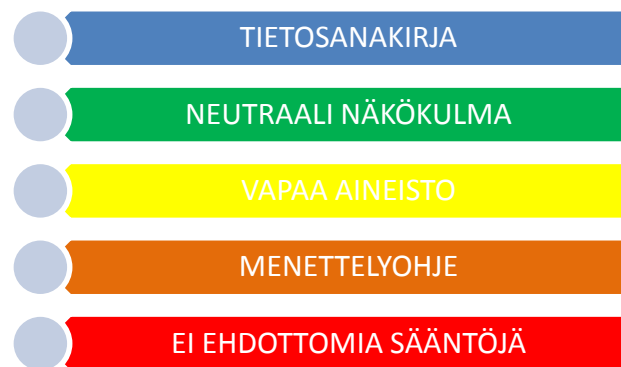 TIETOSANAKIRJA
NEUTRAALI NÄKÖKULMA
VAPAA AINEISTO
MENETTELYOHJE
EI EHDOTTOMIA SÄÄNTÖJÄ